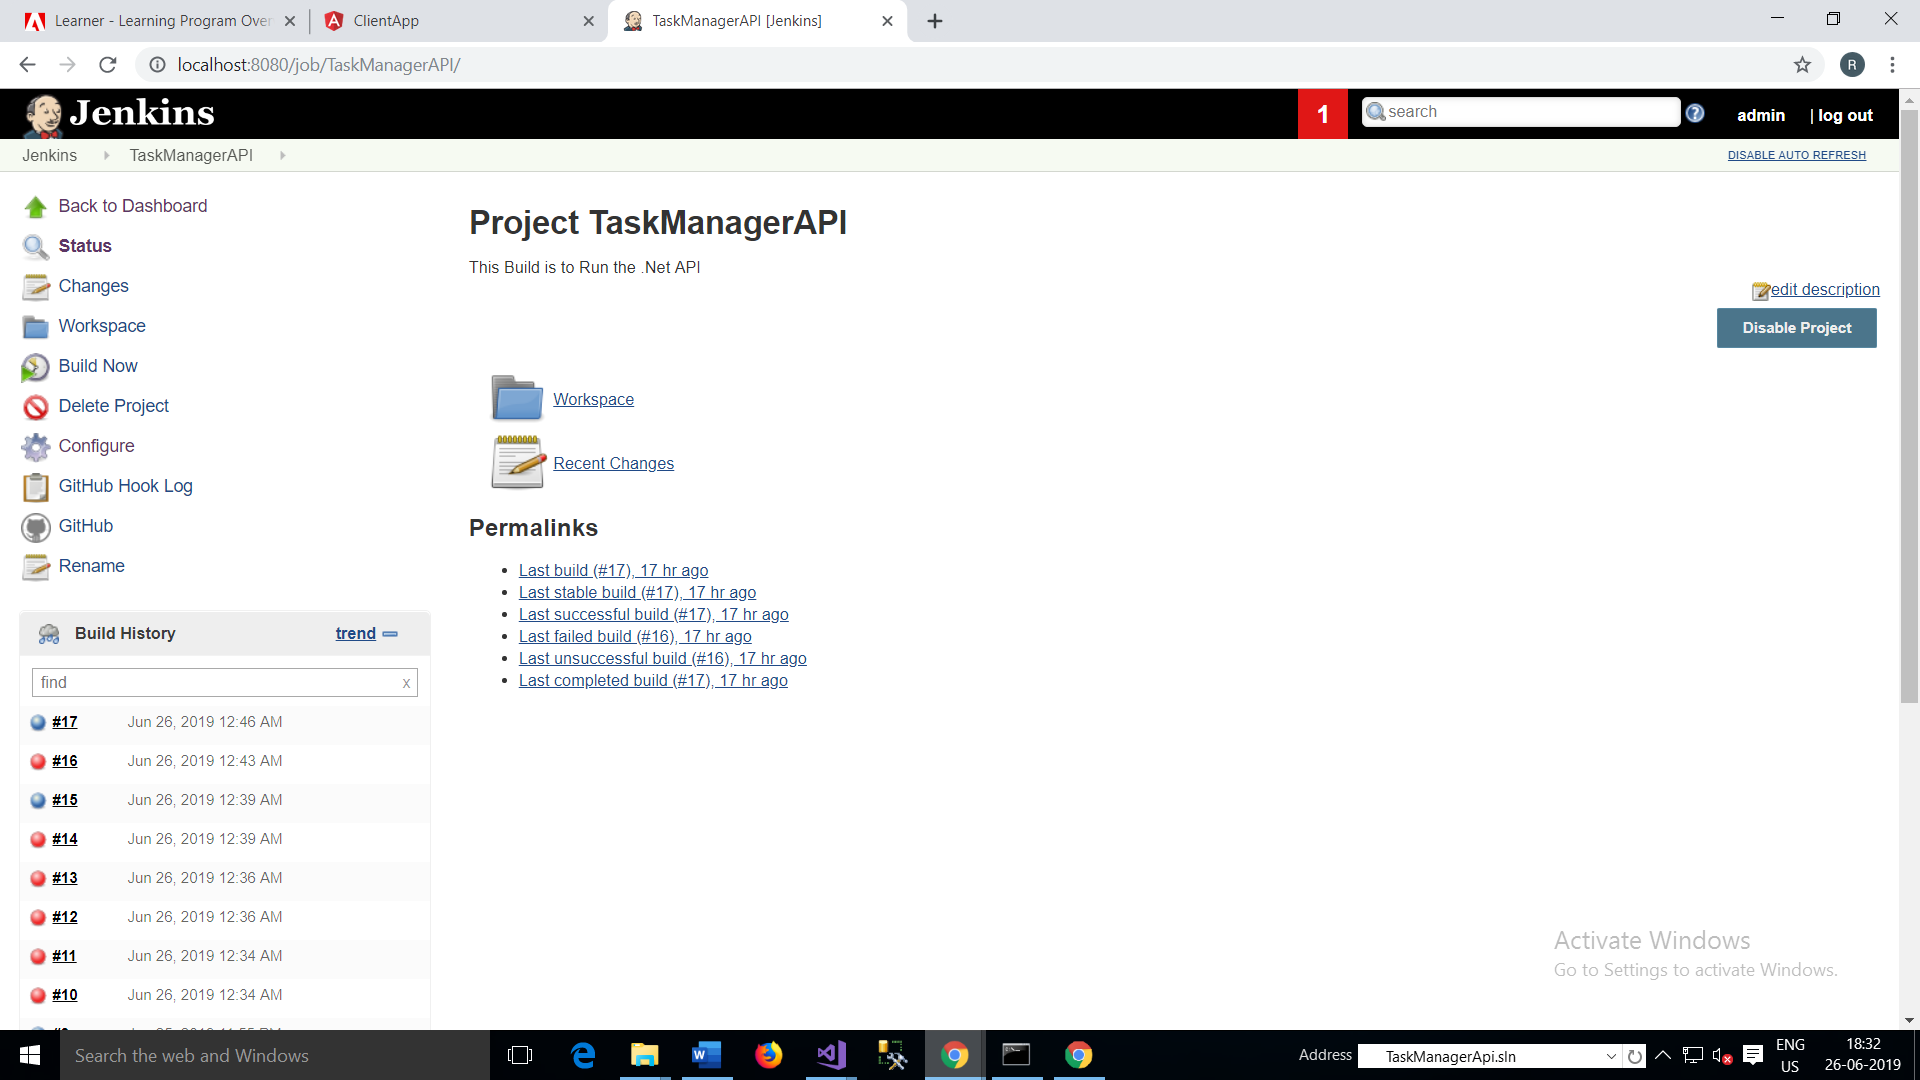 Learner - Learning Program Over
ClientApp
TaskManagerAPI [Jenkins]
localhost:8080/job/TaskManagerAPI/
R
Jenkins
1
search
admin
| log out
Jenkins
TaskManagerAPI
DISABLE AUTO REFRESH
Back to Dashboard
Status
Changes
Workspace
Build Now
Delete Project
Configure
GitHub Hook Log
GitHub
Rename
Project TaskManagerAPI
This Build is to Run the .Net API
edit description
Disable Project
Workspace
Recent Changes
Permalinks
Last build (#17), 17 hr ago
Last stable build (#17), 17 hr ago
Last successful build (#17), 17 hr ago
Last failed build (#16), 17 hr ago
Last unsuccessful build (#16), 17 hr ago
Last completed build (#17), 17 hr ago
Build History
trend
find
x
#17 Jun 26, 2019 12:46 AM
#16 Jun 26, 2019 12:43 AM
#15 Jun 26, 2019 12:39 AM
#14 Jun 26, 2019 12:39 AM
#13 Jun 26, 2019 12:36 AM
#12 Jun 26, 2019 12:36 AM
#11 Jun 26, 2019 12:34 AM
#10 Jun 26, 2019 12:34 AM
Activate Windows
Go to Settings to activate Windows.
Search the web and Windows
Address
TaskManagerApi.sln
ENG
US
18:32
26-06-2019